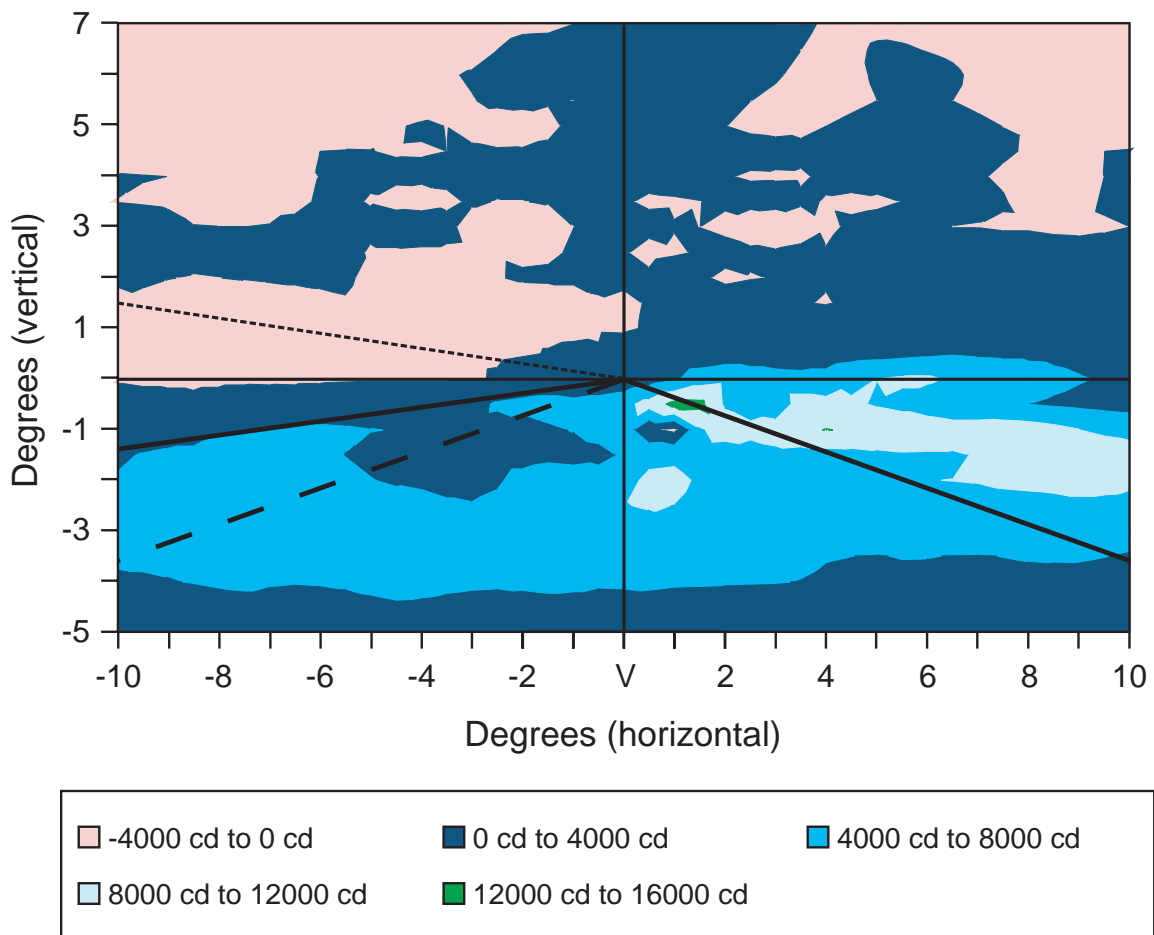 7
5
3
1
-1
-3
-5
Degrees (vertical)
-10 -8 -6 -4 -2 V 2 4 6 8 10
Degrees (horizontal)
-4000 cd to 0 cd 0 cd to 4000 cd 4000 cd to 8000 cd
8000 cd to 12000 cd 12000 cd to 16000 cd